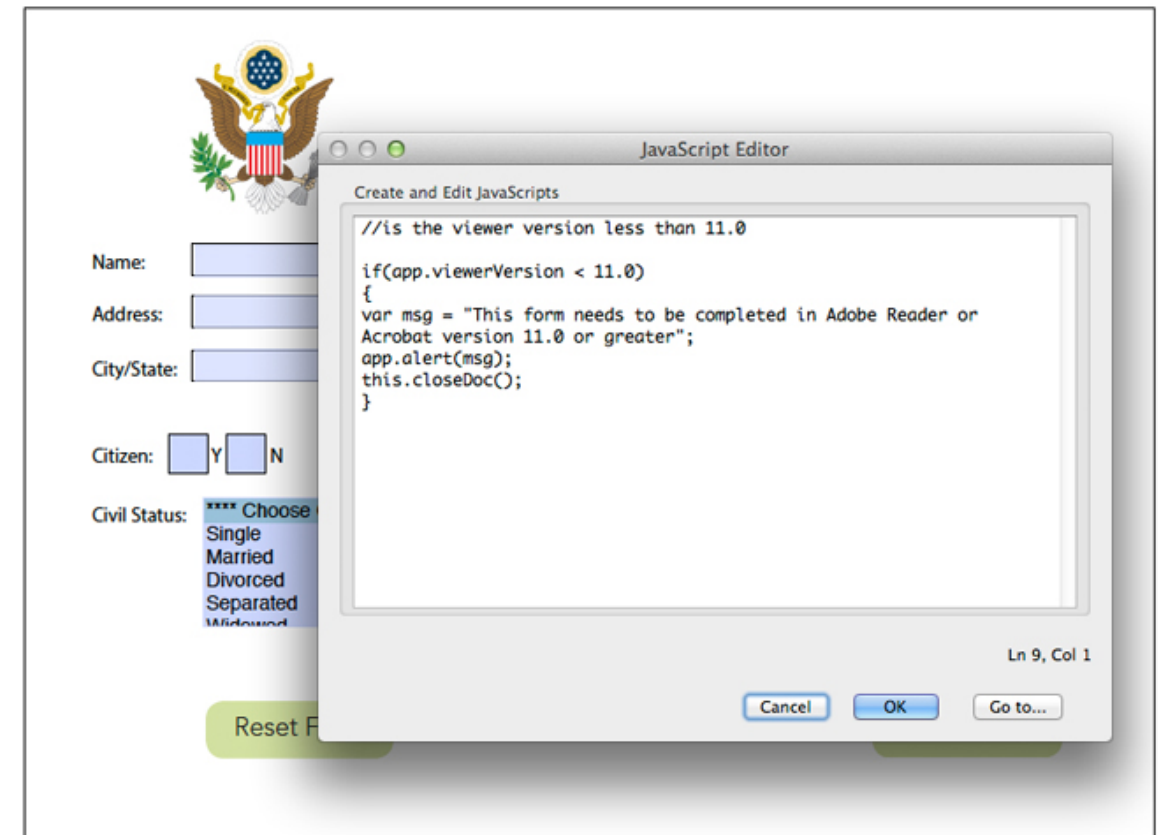 JavaScript Editor
Create and Edit JavaScripts
//is the viewer version less than 11.0
if(app.viewerVersion < 11.0)
{
var msg = "This form needs to be completed in Adobe Reader or
Acrobat version 11.0 or greater";
app.alert(msg);
this.closeDoc();
}
Ln 9, Col 1
Cancel OK Go to...
Name:
Address:
City/State:
Citizen: Y N
Civil Status: **** Choose
Single
Married
Divorced
Separated
Widowed
Reset F